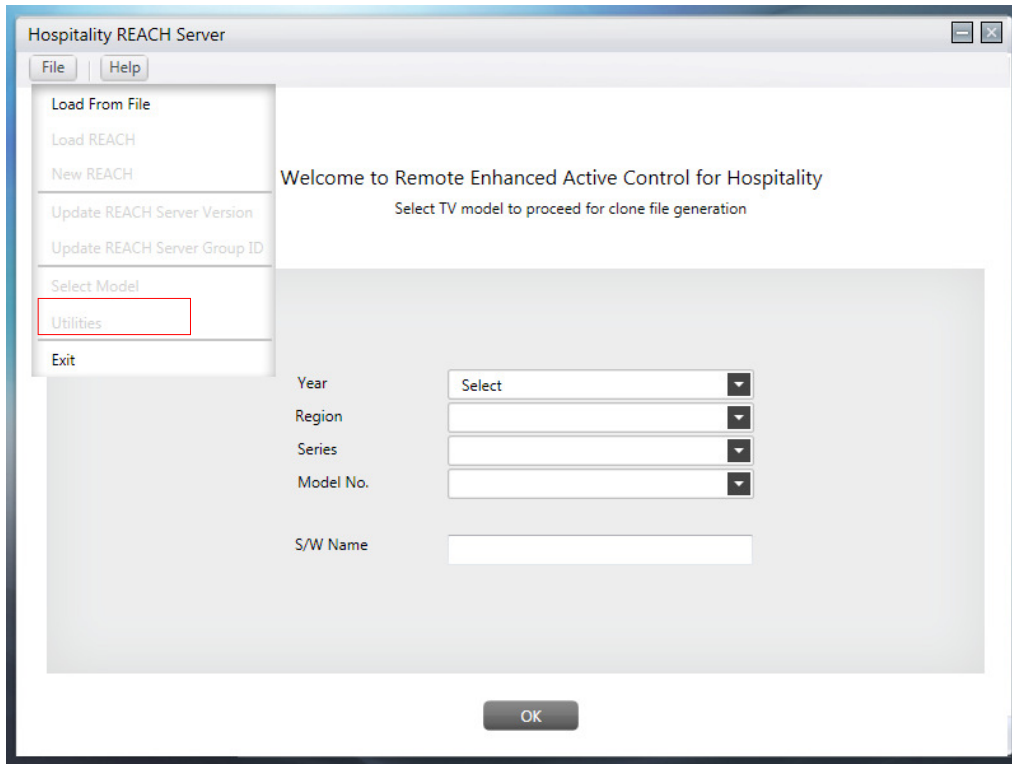 Hospitality REACH Server
File | Help
Load From File
Load REACH
New REACH
Update REACH Server Version
Update REACH Server Group ID
Select Model
Utilities
Exit
Welcome to Remote Enhanced Active Control for Hospitality
Select TV model to proceed for clone file generation
Year Select
Region
Series
Model No.
S/W Name
OK